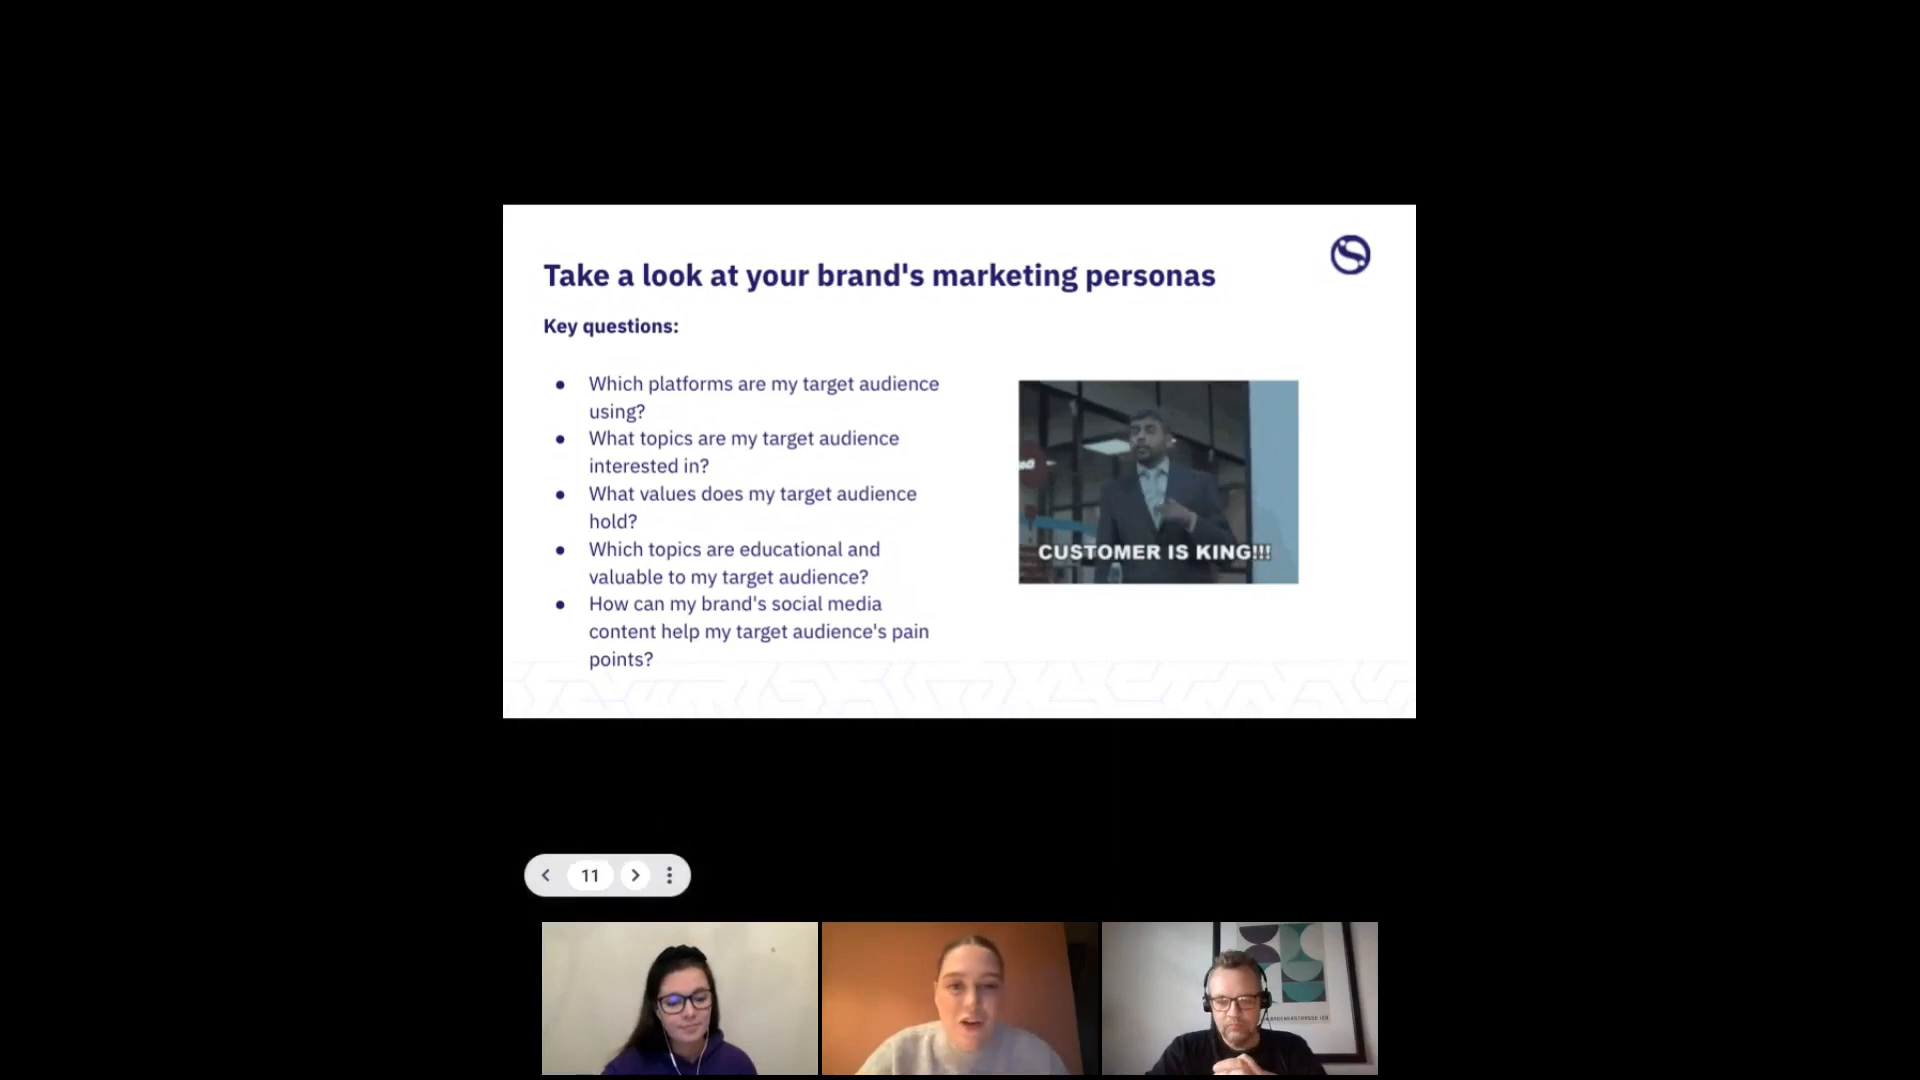 Take a look at your brand's marketing personas
Key questions:
● Which platforms are my target audience
using?
● What topics are my target audience
interested in?
● What values does my target audience
hold?
● Which topics are educational and
valuable to my target audience?
● How can my brand's social media
content help my target audience's pain
points?
CUSTOMER IS KING!!!
11